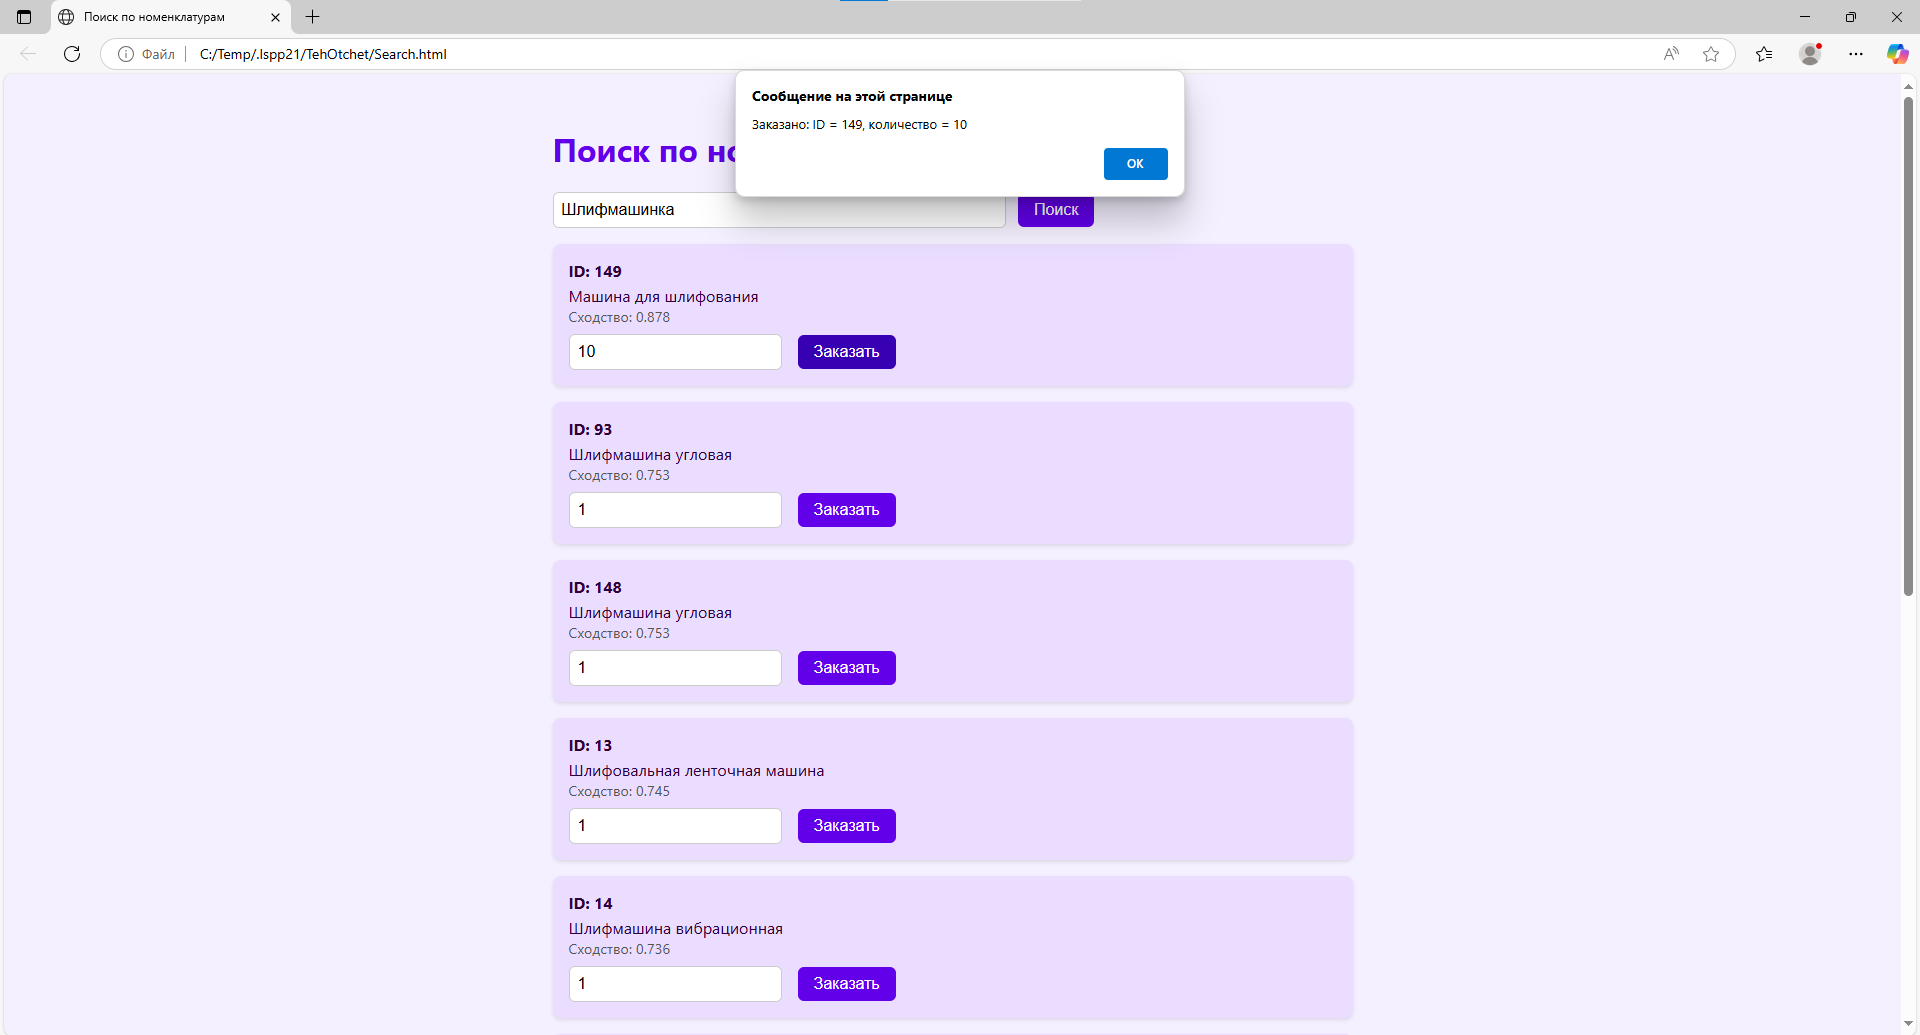 Поиск по номенклатурам
Файл
C:/Temp/.lspp21/TehOtchet/Search.html
Сообщение на этой странице
Заказано: ID = 149, количество = 10
ОК
Поиск по но
Шлифмашинка
Поиск
ID: 149
Машина для шлифования
Сходство: 0.878
10
Заказать
ID: 93
Шлифмашина угловая
Сходство: 0.753
1
Заказать
ID: 148
Шлифмашина угловая
Сходство: 0.753
1
Заказать
ID: 13
Шлифовальная ленточная машина
Сходство: 0.745
1
Заказать
ID: 14
Шлифмашина вибрационная
Сходство: 0.736
1
Заказать